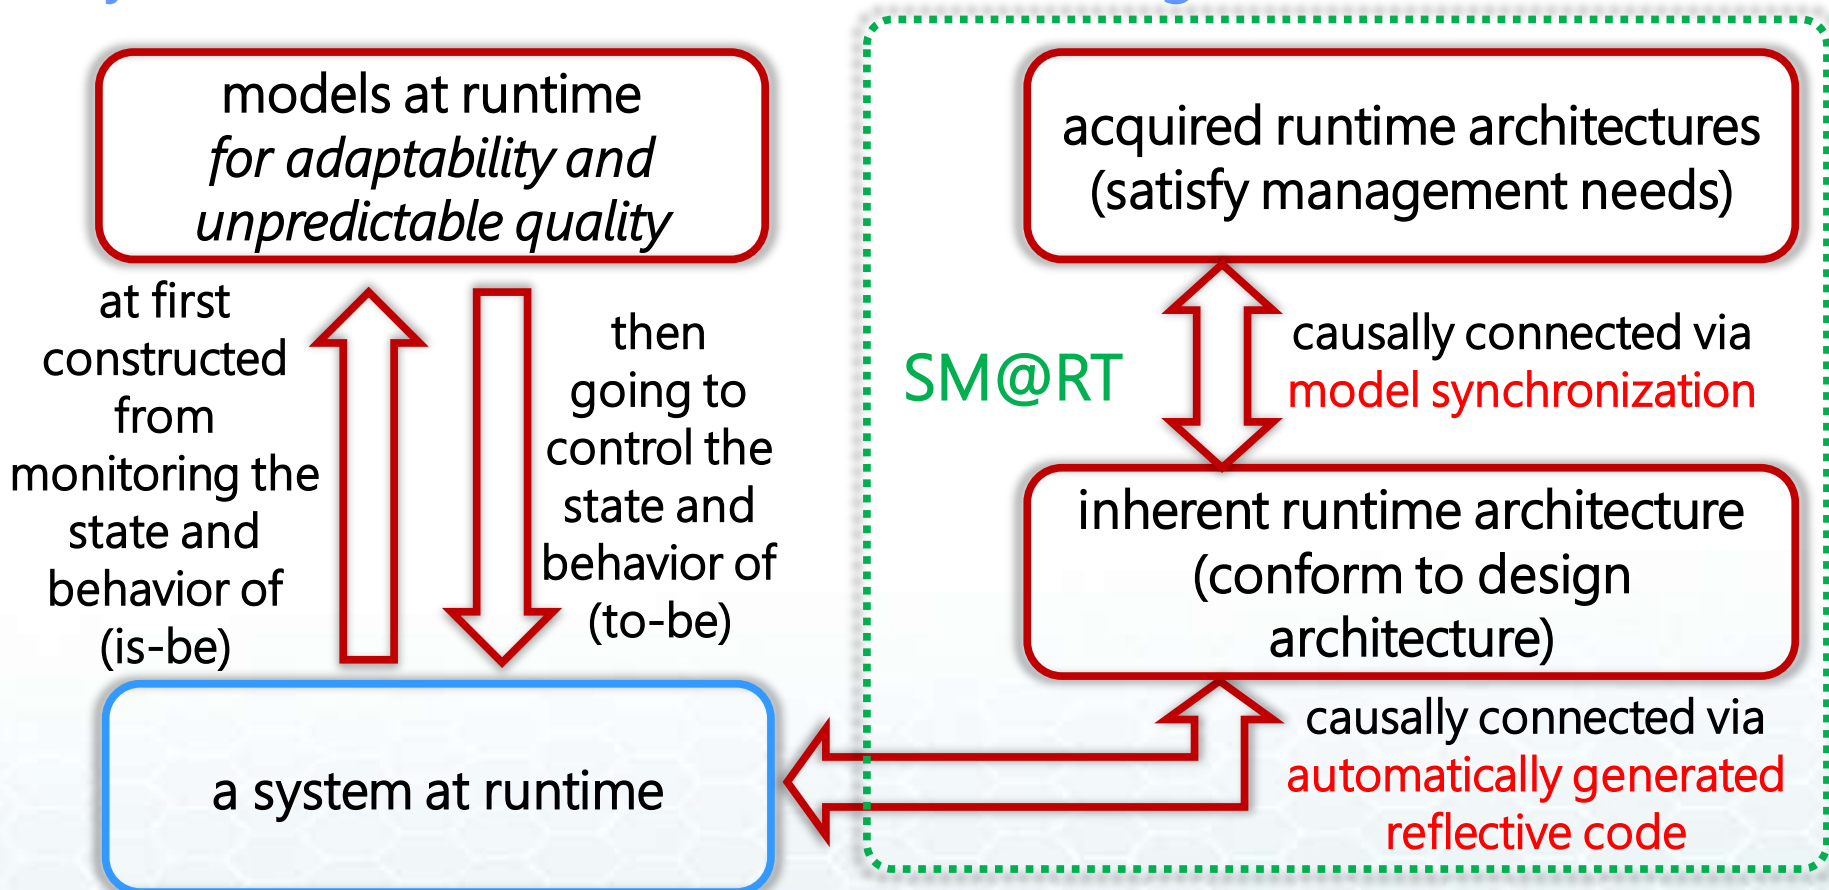 models at runtime
for adaptability and
unpredictable quality
at first
constructed
from
monitoring the
state and
behavior of
(is-be)
then
going to
control the
state and
behavior of
(to-be)
a system at runtime
SM@RT
acquired runtime architectures
(satisfy management needs)
causally connected via
model synchronization
inherent runtime architecture
(conform to design
architecture)
causally connected via
automatically generated
reflective code